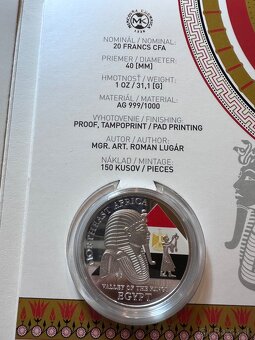 MK
NOMINÁL / NOMINAL:
20 FRANCS CFA
PRIEMER / DIAMETER:
40 [MM]
HMOTNOSŤ / WEIGHT:
1 OZ / 31,1 [G]
MATERIÁL / MATERIAL:
AG 999/1000
VYHOTOVENIE / FINISHING:
PROOF, TAMPOPRINT / PAD PRINTING
AUTOR / AUTHOR:
MGR. ART. ROMAN LUGÁR
NÁKLAD / MINTAGE:
150 KUSOV / PIECES
NORTHEAST AFRICA
VALLEY OF THE KINGS
EGYPT